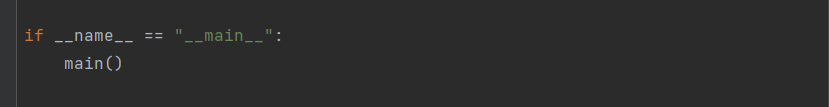 if __name__ == "__main__":
    main()